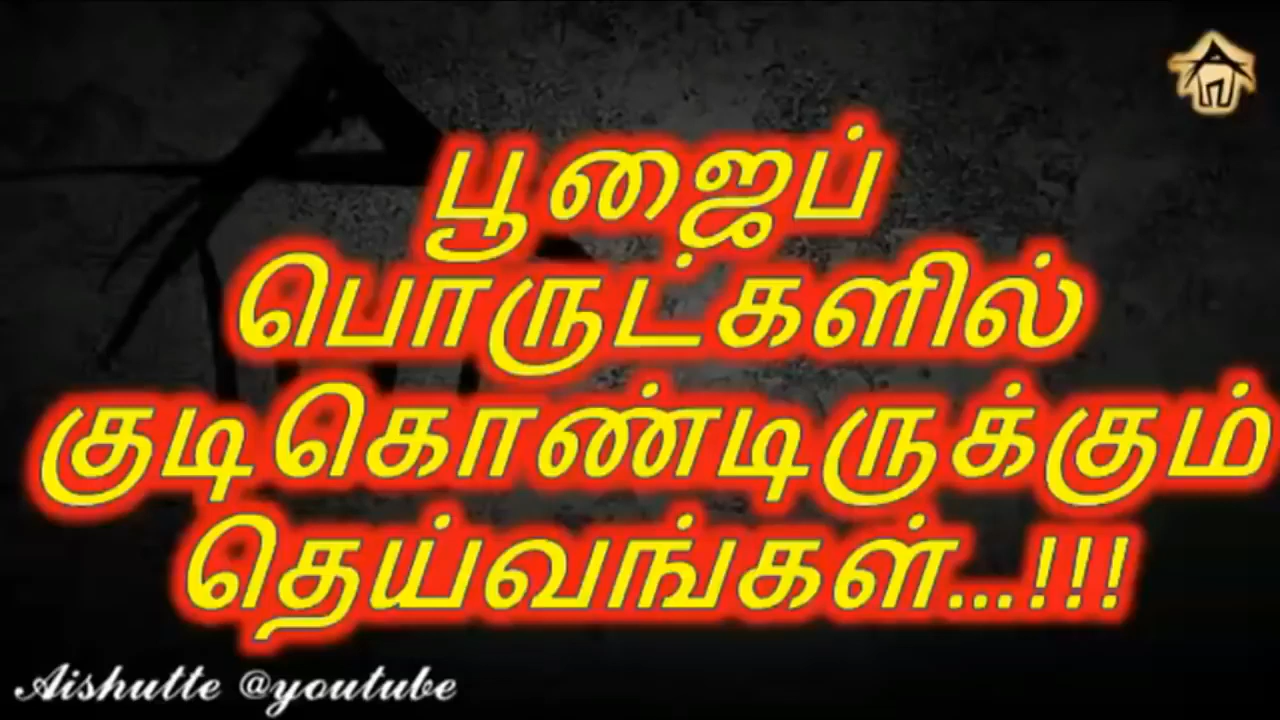 பூஜைப்
பொருட்களில்
குடிகொண்டிருக்கும்
தெய்வங்கள்...!!!
Aishutte @youtube